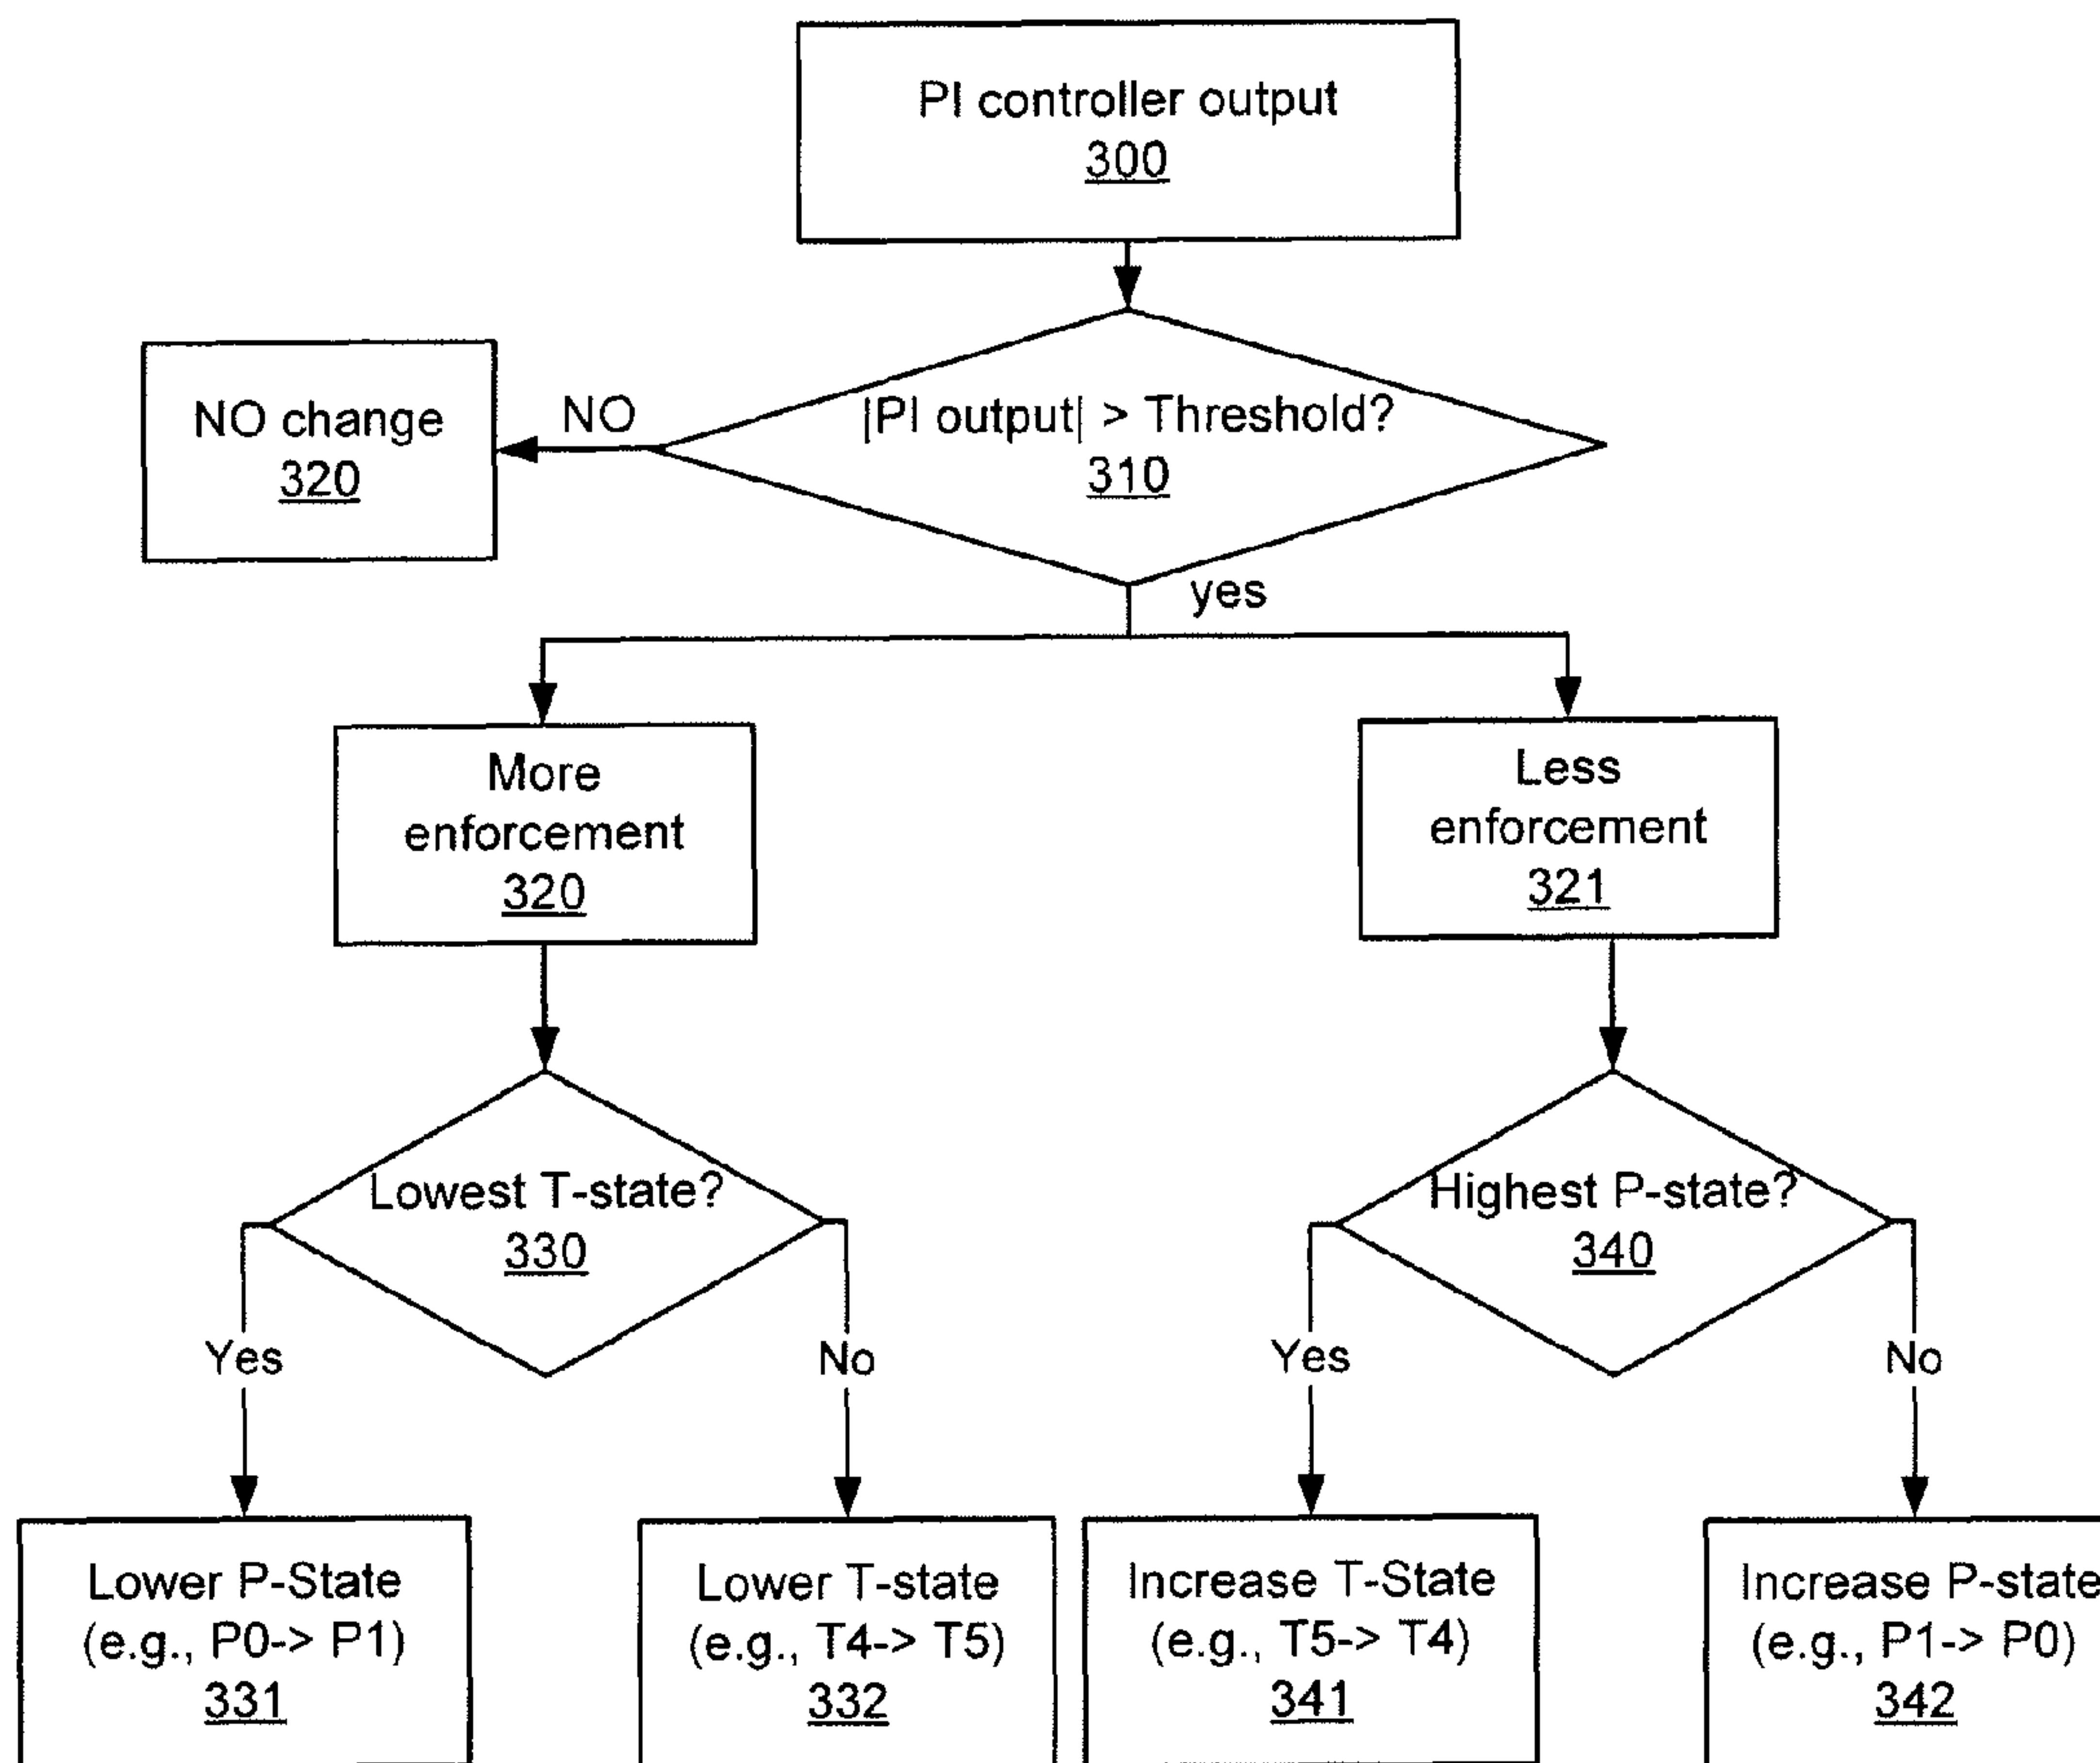 PI controller output
300
|PI output| > Threshold?
310
NO
NO change
320
yes
More
enforcement
320
Less
enforcement
321
Lowest T-state?
330
Highest P-state?
340
Yes
No
Yes
No
Lower P-State
(e.g., P0-> P1)
331
Lower T-state
(e.g., T4-> T5)
332
Increase T-State
(e.g., T5-> T4)
341
Increase P-state
(e.g., P1-> P0)
342